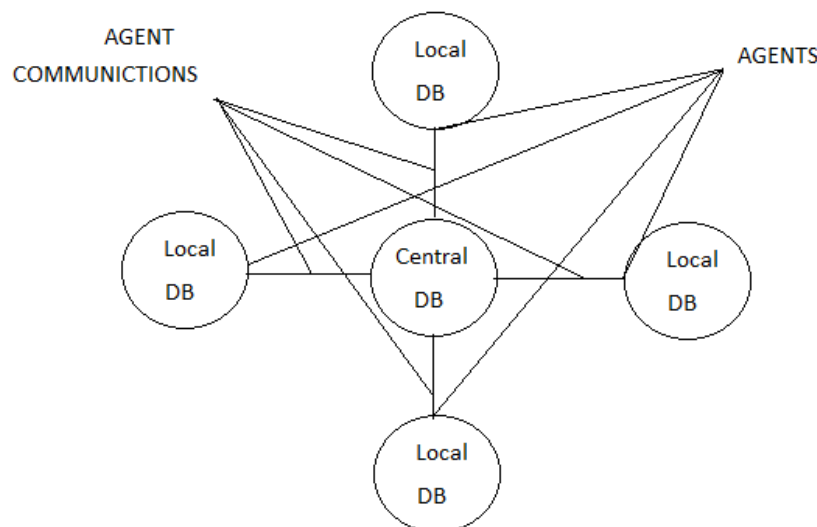 AGENT
COMMUNICTIONS
Local
DB
AGENTS
Local
DB
Central
DB
Local
DB
Local
DB